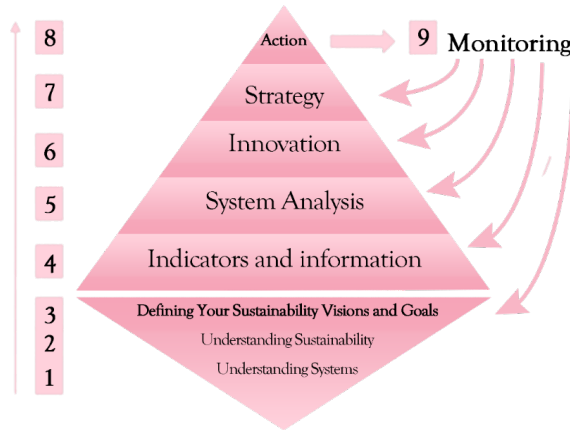 8 Action 9 Monitoring
7 Strategy
6 Innovation
5 System Analysis
4 Indicators and information
3 Defining Your Sustainability Visions and Goals
2 Understanding Sustainability
1 Understanding Systems